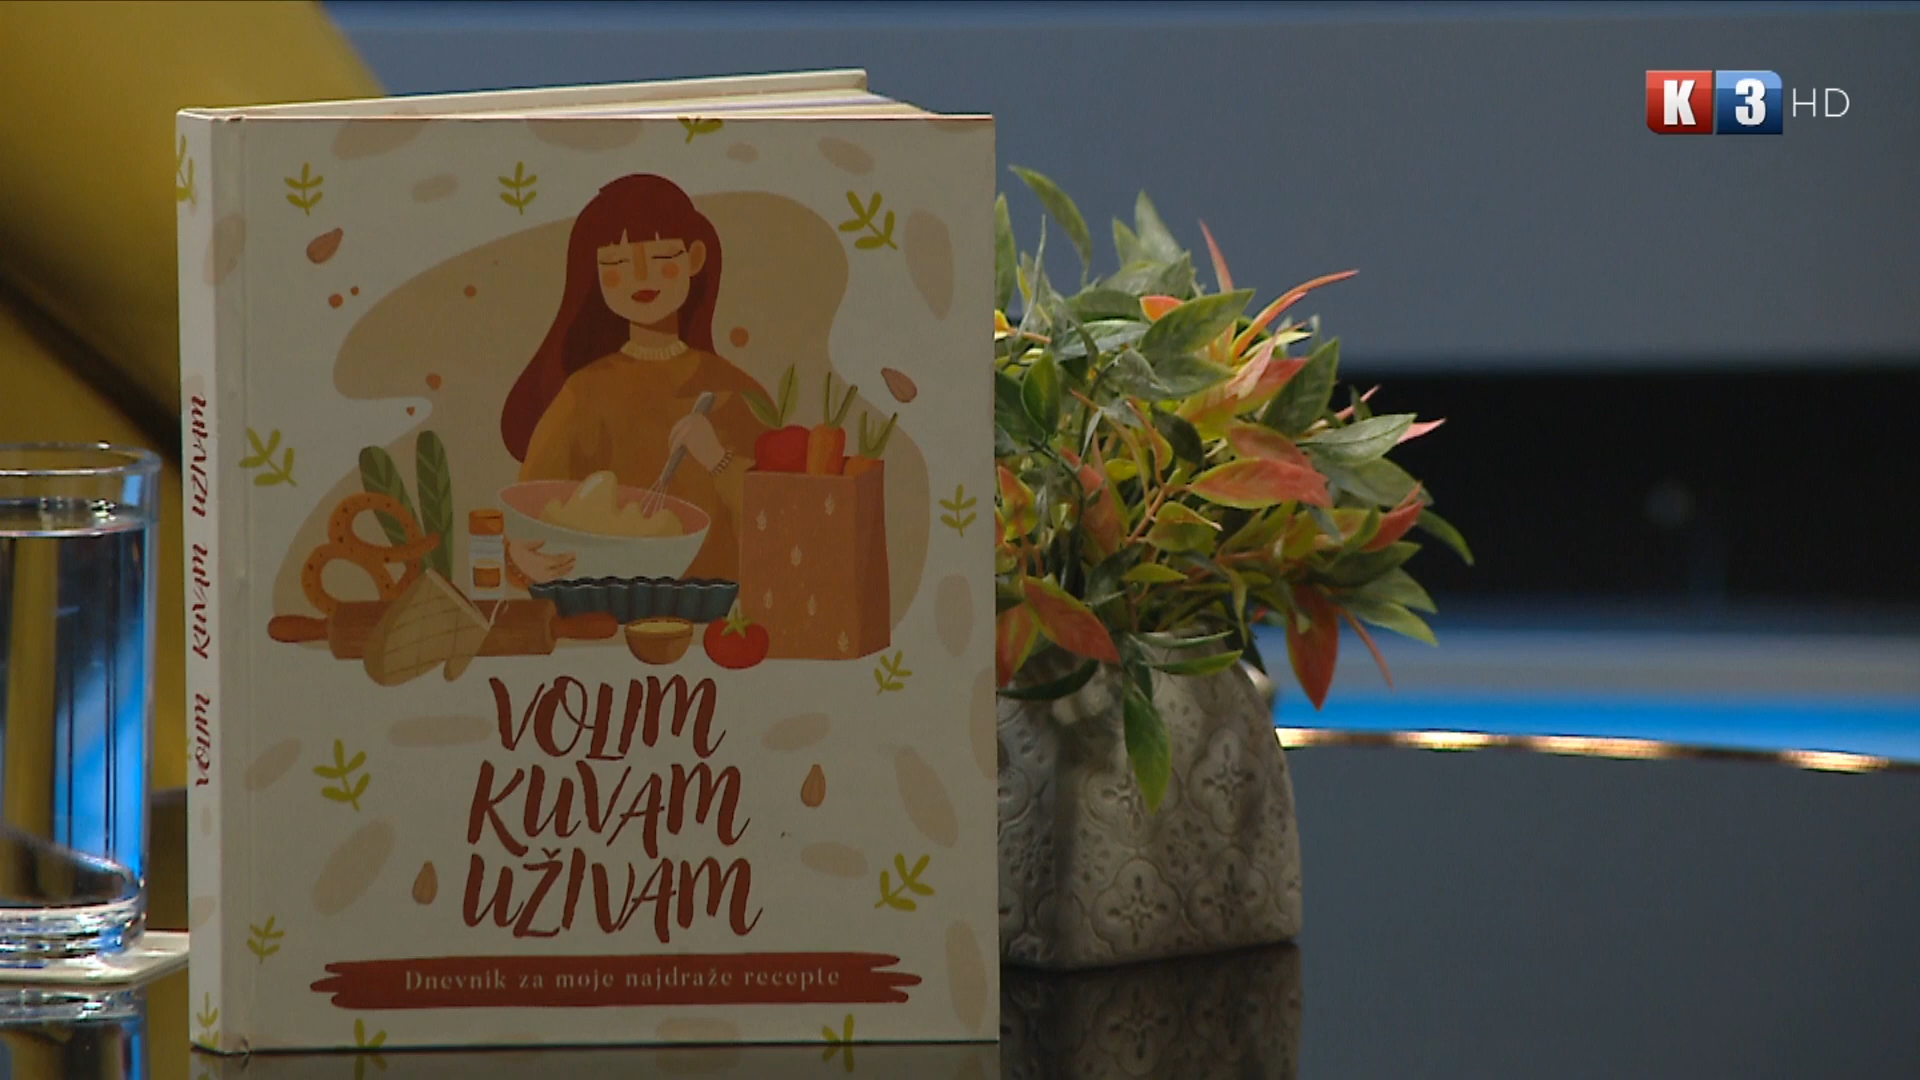 K3 HD
VOLIM KUVAM UŽIVAM
VOLIM
KUVAM
UŽIVAM
Dnevnik za moje najdraže recepte